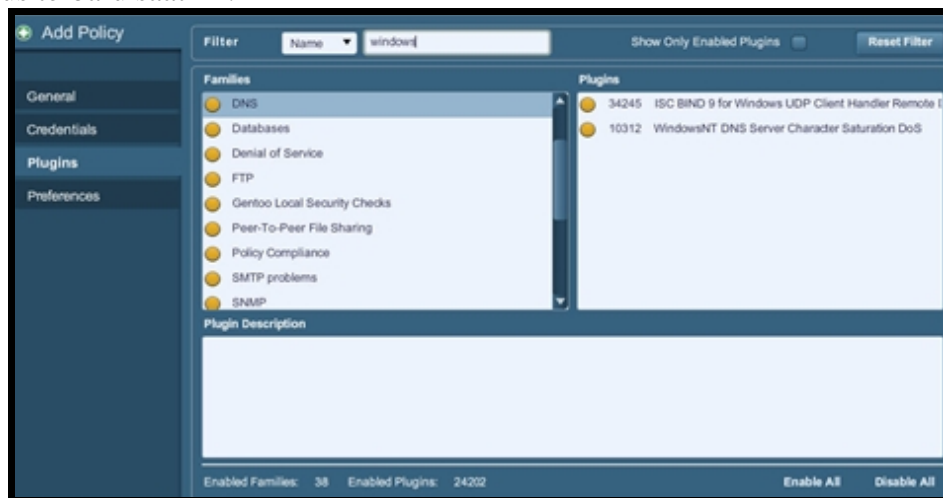 Add Policy
Filter Name windows Show Only Enabled Plugins Reset Filter
General
Credentials
Plugins
Preferences
Families
DNS
Databases
Denial of Service
FTP
Gentoo Local Security Checks
Peer-To-Peer File Sharing
Policy Compliance
SMTP problems
SNMP
Plugins
34245 ISC BIND 9 for Windows UDP Client Handler Remote
10312 WindowsNT DNS Server Character Saturation DoS
Plugin Description
Enabled Families: 38 Enabled Plugins: 24202 Enable All Disable All